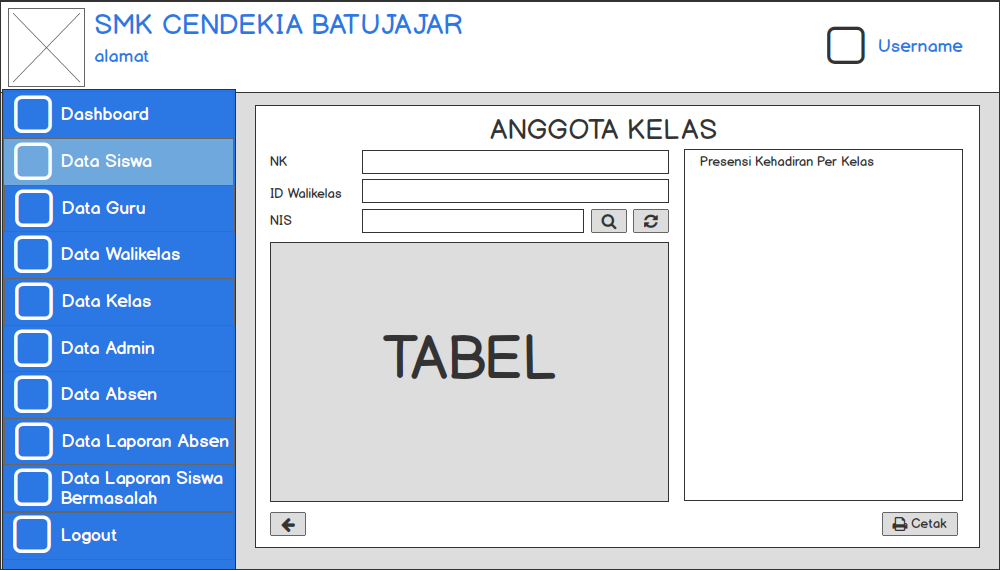 SMK CENDEKIA BATUJAJAR
alamat
Username
Dashboard
Data Siswa
Data Guru
Data Walikelas
Data Kelas
Data Admin
Data Absen
Data Laporan Absen
Data Laporan Siswa
Bermasalah
Logout
ANGGOTA KELAS
NK
ID Walikelas
NIS
TABEL
Presensi Kehadiran Per Kelas
Cetak